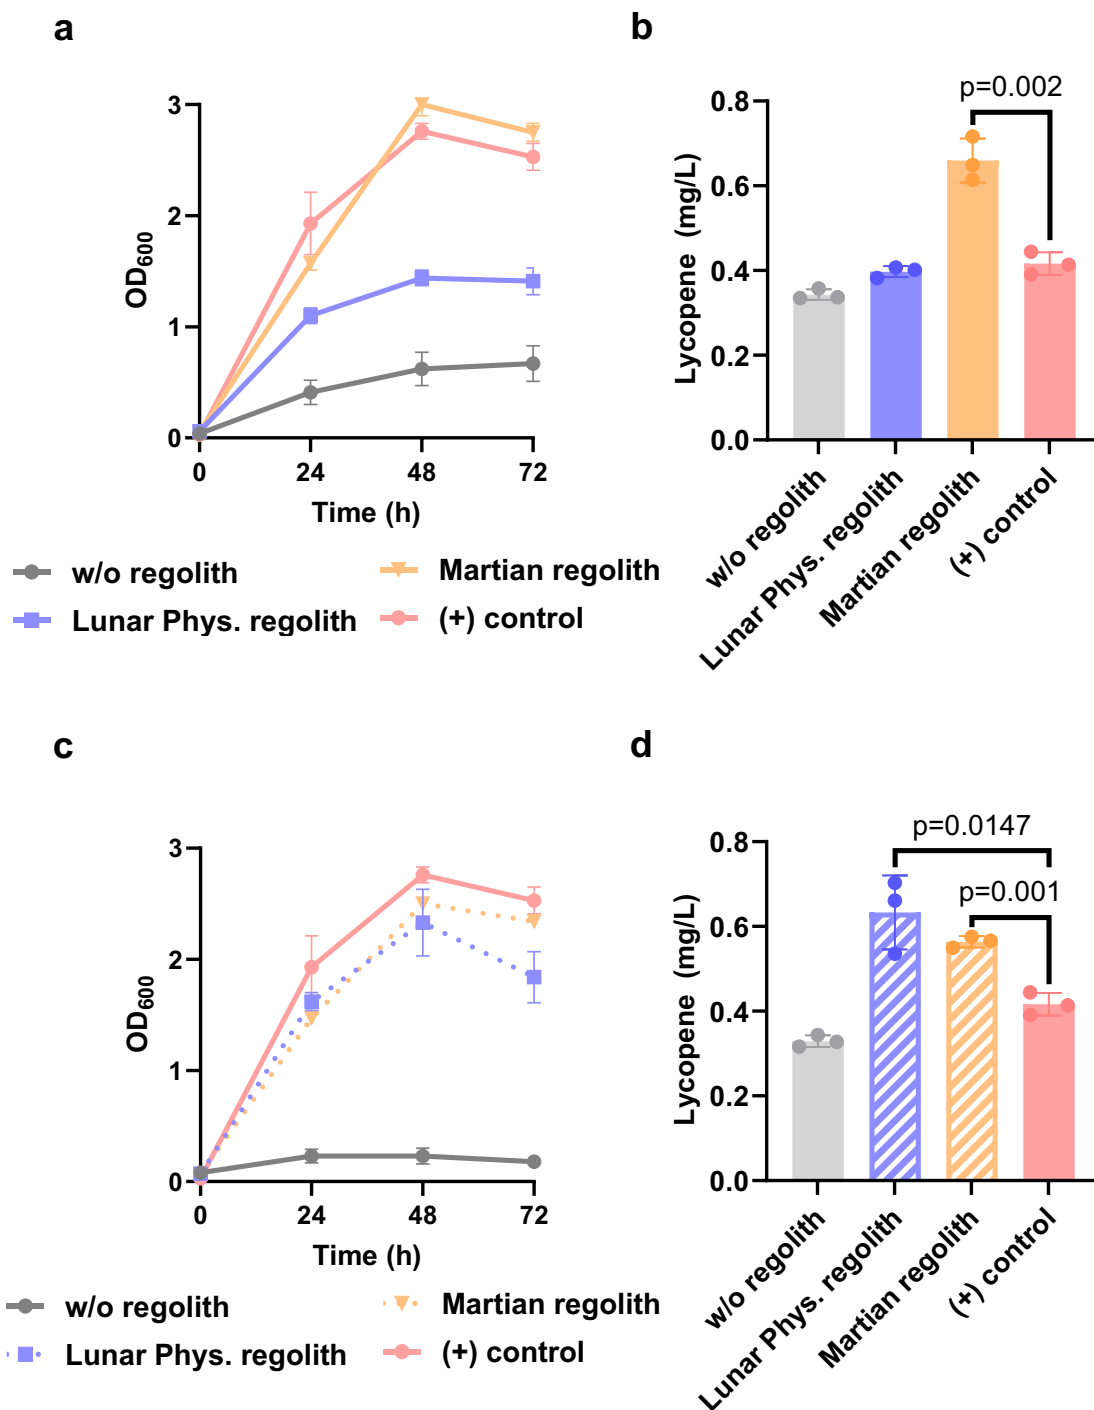 a
3
2
1
0
OD600
0 24 48 72
Time (h)
w/o regolith
Martian regolith
Lunar Phys. regolith
(+) control
b
p=0.002
0.8
0.6
0.4
0.2
0.0
Lycopene (mg/L)
w/o regolith
Lunar Phys. regolith
Martian regolith
(+) control
c
3
2
1
0
OD600
0 24 48 72
Time (h)
w/o regolith
Martian regolith
Lunar Phys. regolith
(+) control
d
p=0.0147
p=0.001
0.8
0.6
0.4
0.2
0.0
Lycopene (mg/L)
w/o regolith
Lunar Phys. regolith
Martian regolith
(+) control